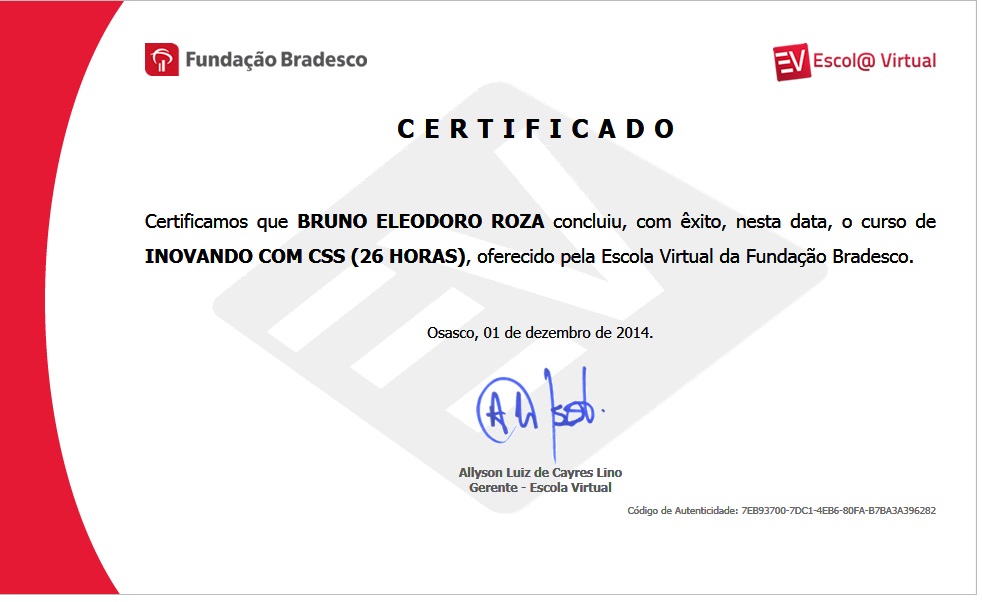 Fundação Bradesco
EV Escol@ Virtual
CERTIFICADO
Certificamos que BRUNO ELEODORO ROZA concluiu, com êxito, nesta data, o curso de
INOVANDO COM CSS (26 HORAS), oferecido pela Escola Virtual da Fundação Bradesco.
Osasco, 01 de dezembro de 2014.
Allyson Luiz de Cayres Lino
Gerente - Escola Virtual
Código de Autenticidade: 7EB93700-7DC1-4EB6-80FA-B7BA3A396282